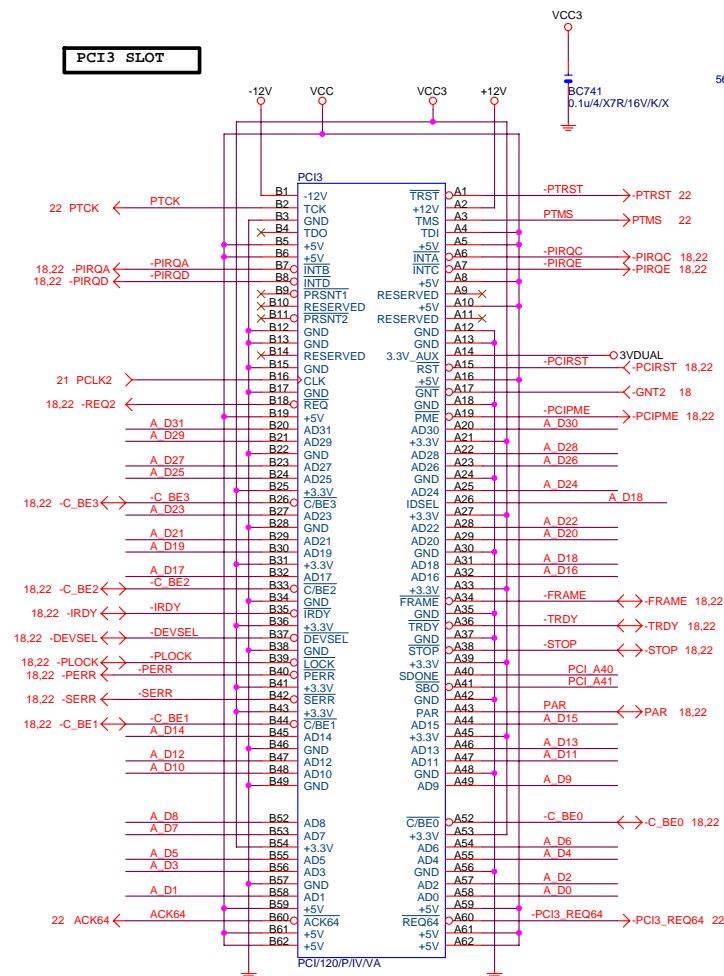 VCC3
PCI3 SLOT
56
BC741
0.1u/4/X7R/16V/K/X
-12V VCC VCC3 +12V
PCI3
B1 -12V TRST A1 -PTRST -PTRST 22
22 PTCK PTCK B2 TCK +12V A2
B3 GND TMS A3 PTMS PTMS 22
B4 TDO TDI A4
B5 +5V +5V A5
B6 +5V INTA A6 -PIRQC -PIRQC 18,22
18,22 -PIRQA -PIRQA B7 INTB INTC A7 -PIRQE -PIRQE 18,22
18,22 -PIRQD -PIRQD B8 INTD +5V A8
B9 PRSNT1 RESERVED A9
B10 RESERVED +5V A10
B11 PRSNT2 RESERVED A11
B12 GND GND A12
B13 GND GND A13
B14 RESERVED 3.3V_AUX A14 3VDUAL
B15 GND RST A15 -PCIRST -PCIRST 18,22
21 PCLK2 B16 CLK +5V A16
B17 GND GNT A17 -GNT2 18
18,22 -REQ2 B18 REQ GND A18
B19 +5V PME A19 -PCIPME 18,22
A_D31 B20 AD31 AD30 A20 A_D30
A_D29 B21 AD29 +3.3V A21
B22 GND AD28 A22 A_D28
A_D27 B23 AD27 AD26 A23 A_D26
A_D25 B24 AD25 GND A24
B25 +3.3V AD24 A25 A_D24
18,22 -C_BE3 -C_BE3 B26 C/BE3 IDSEL A26 A_D18
A_D23 B27 AD23 +3.3V A27
B28 GND AD22 A28 A_D22
A_D21 B29 AD21 AD20 A29 A_D20
A_D19 B30 AD19 GND A30
B31 +3.3V AD18 A31 A_D18
A_D17 B32 AD17 AD16 A32 A_D16
18,22 -C_BE2 -C_BE2 B33 C/BE2 +3.3V A33
B34 GND FRAME A34 -FRAME -FRAME 18,22
18,22 -IRDY -IRDY B35 IRDY GND A35
B36 +3.3V TRDY A36 -TRDY -TRDY 18,22
18,22 -DEVSEL -DEVSEL B37 DEVSEL GND A37
B38 GND STOP A38 -STOP -STOP 18,22
18,22 -PLOCK -PLOCK B39 LOCK +3.3V A39
18,22 -PERR -PERR B40 PERR SDONE A40 PCI_A40
B41 +3.3V SBO A41 PCI_A41
18,22 -SERR -SERR B42 SERR GND A42
B43 +3.3V PAR A43 PAR PAR 18,22
18,22 -C_BE1 -C_BE1 B44 C/BE1 AD15 A44 A_D15
A_D14 B45 AD14 +3.3V A45
B46 GND AD13 A46 A_D13
A_D12 B47 AD12 AD11 A47 A_D11
A_D10 B48 AD10 GND A48
B49 GND AD9 A49 A_D9
A_D8 B52 AD8 C/BE0 A52 -C_BE0 -C_BE0 18,22
A_D7 B53 AD7 +3.3V A53
B54 +3.3V AD6 A54 A_D6
A_D5 B55 AD5 AD4 A55 A_D4
A_D3 B56 AD3 GND A56
B57 GND AD2 A57 A_D2
A_D1 B58 AD1 AD0 A58 A_D0
B59 +5V +5V A59
22 ACK64 ACK64 B60 ACK64 REQ64 A60 -PCI3_REQ64 -PCI3_REQ64 22
B61 +5V +5V A61
B62 +5V +5V A62
PCI/120/P/IV/VA